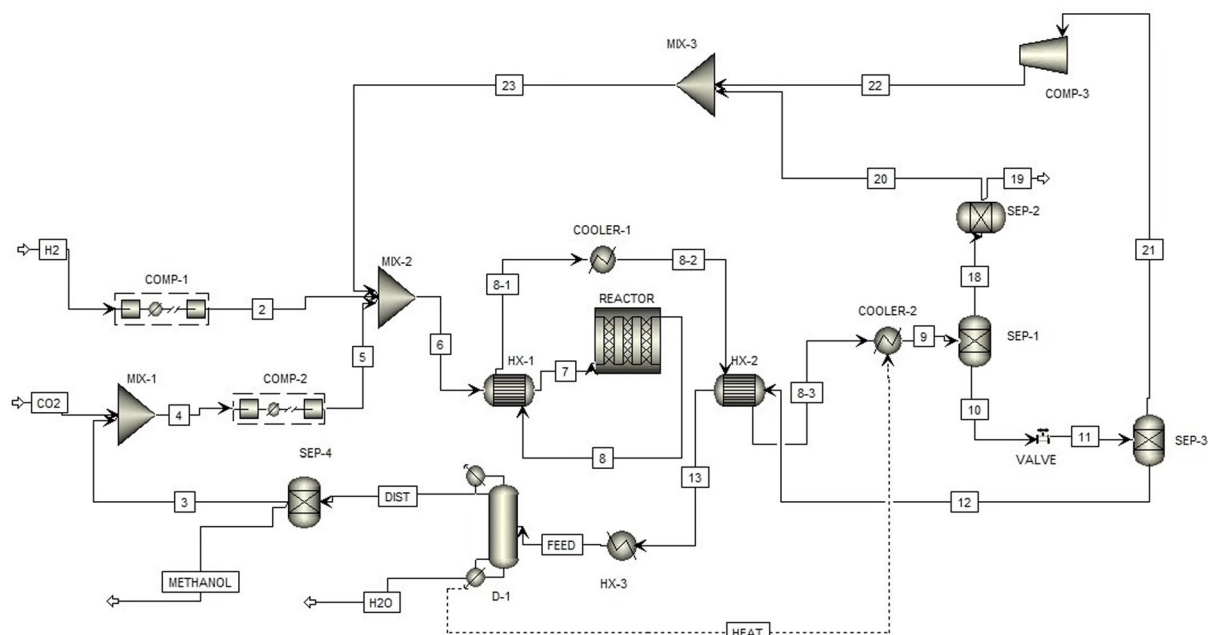 MIX-3
23
22
COMP-3
20
19
SEP-2
21
H2
COMP-1
2
MIX-2
COOLER-1
8-1
8-2
REACTOR
18
5
6
COOLER-2
9
SEP-1
HX-1
7
HX-2
8-3
CO2
MIX-1
4
COMP-2
10
11
SEP-3
VALVE
8
13
SEP-4
3
DIST
12
FEED
METHANOL
H2O
D-1
HX-3
HEAT